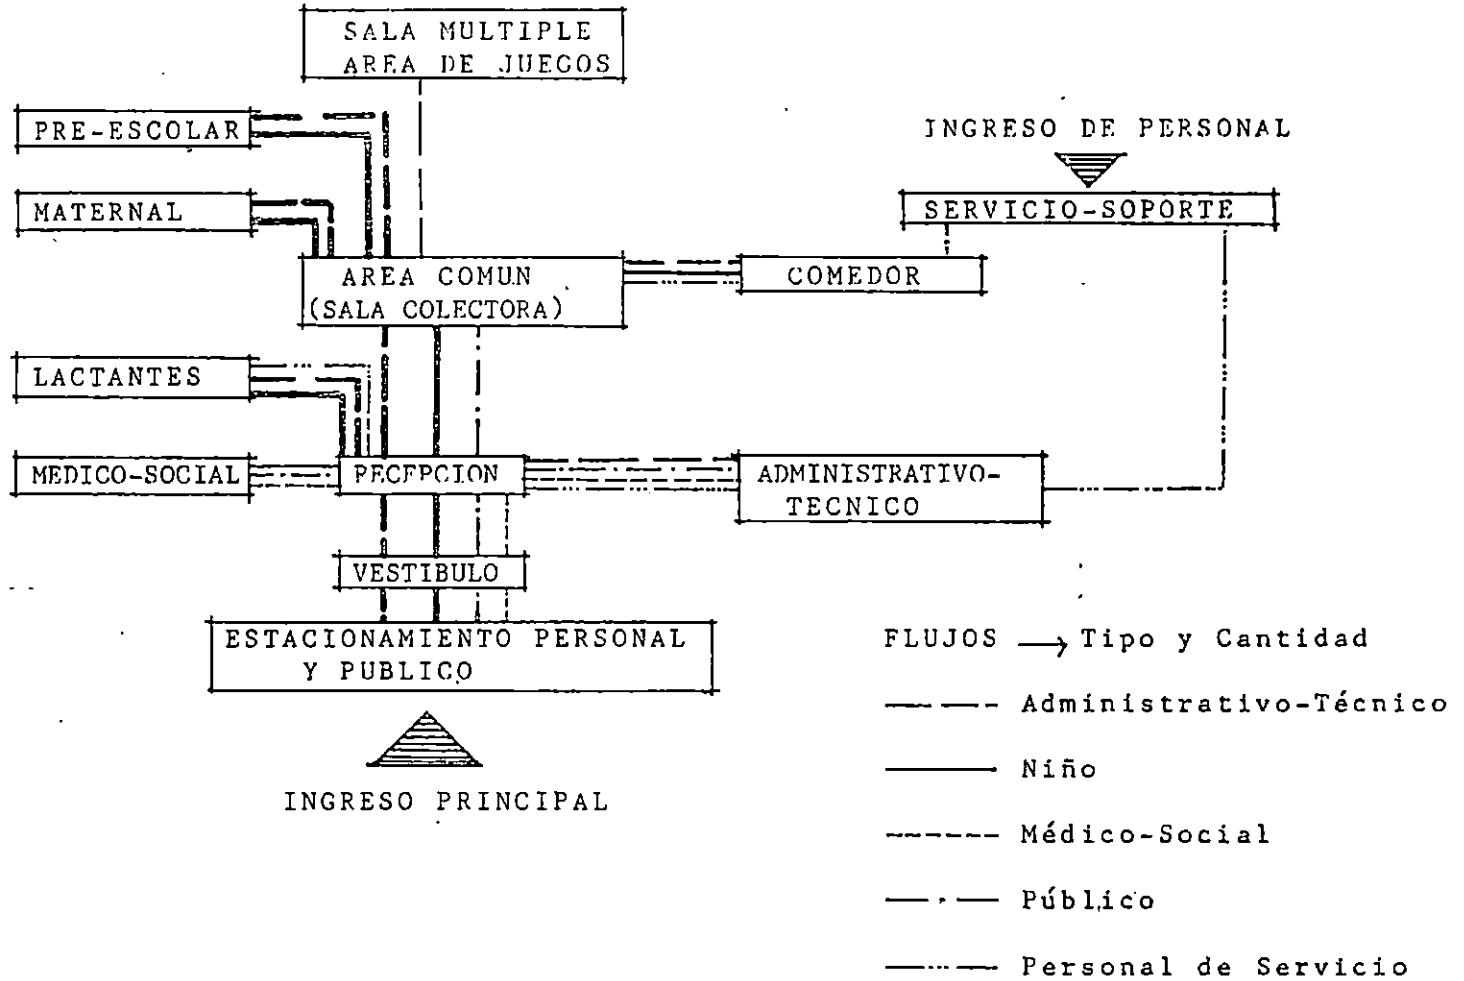 SALA MULTIPLE
AREA DE JUEGOS
PRE-ESCOLAR
INGRESO DE PERSONAL
MATERNAL
SERVICIO-SOPORTE
AREA COMUN
(SALA COLECTORA)
COMEDOR
LACTANTES
MEDICO-SOCIAL
RECEPCION
ADMINISTRATIVO-
TECNICO
VESTIBULO
ESTACIONAMIENTO PERSONAL
Y PUBLICO
INGRESO PRINCIPAL
FLUJOS → Tipo y Cantidad
Administrativo-Técnico
Niño
Médico-Social
Público
Personal de Servicio